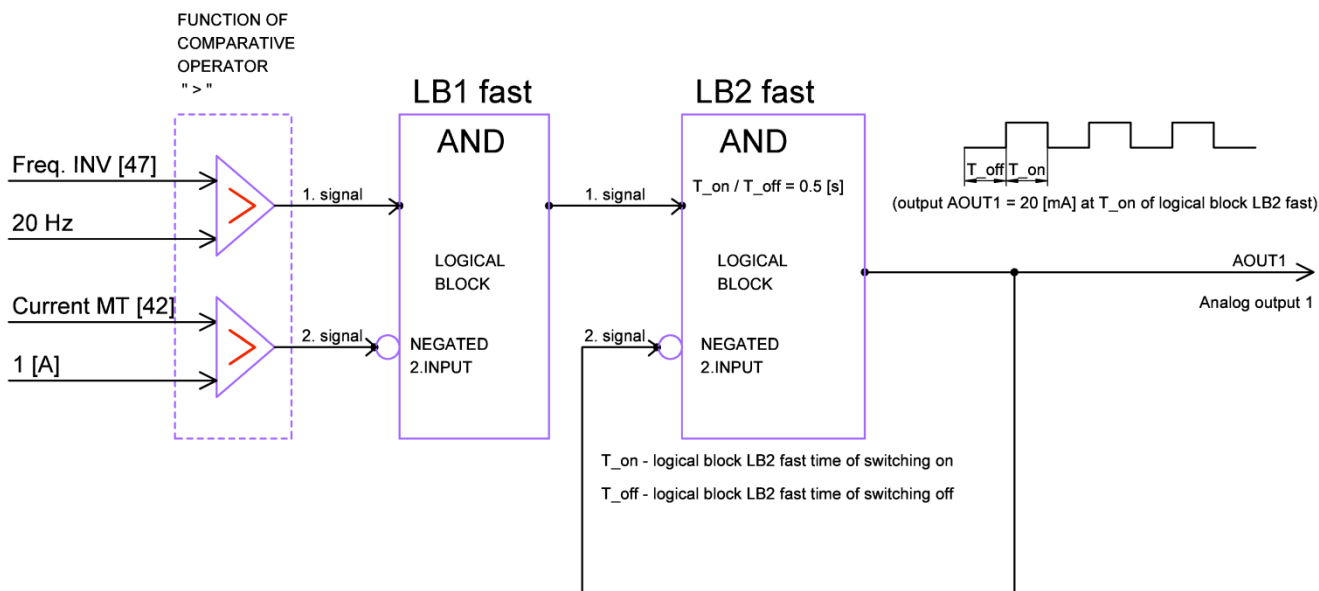 FUNCTION OF
COMPARATIVE
OPERATOR
" > "
LB1 fast
LB2 fast
AND
AND
Freq. INV [47]
20 Hz
Current MT [42]
1 [A]
1. signal
2. signal
LOGICAL
BLOCK
NEGATED
2.INPUT
1. signal
2. signal
T_on / T_off = 0.5 [s]
LOGICAL
BLOCK
NEGATED
2.INPUT
T_off
T_on
(output AOUT1 = 20 [mA] at T_on of logical block LB2 fast)
AOUT1
Analog output 1
T_on - logical block LB2 fast time of switching on
T_off - logical block LB2 fast time of switching off